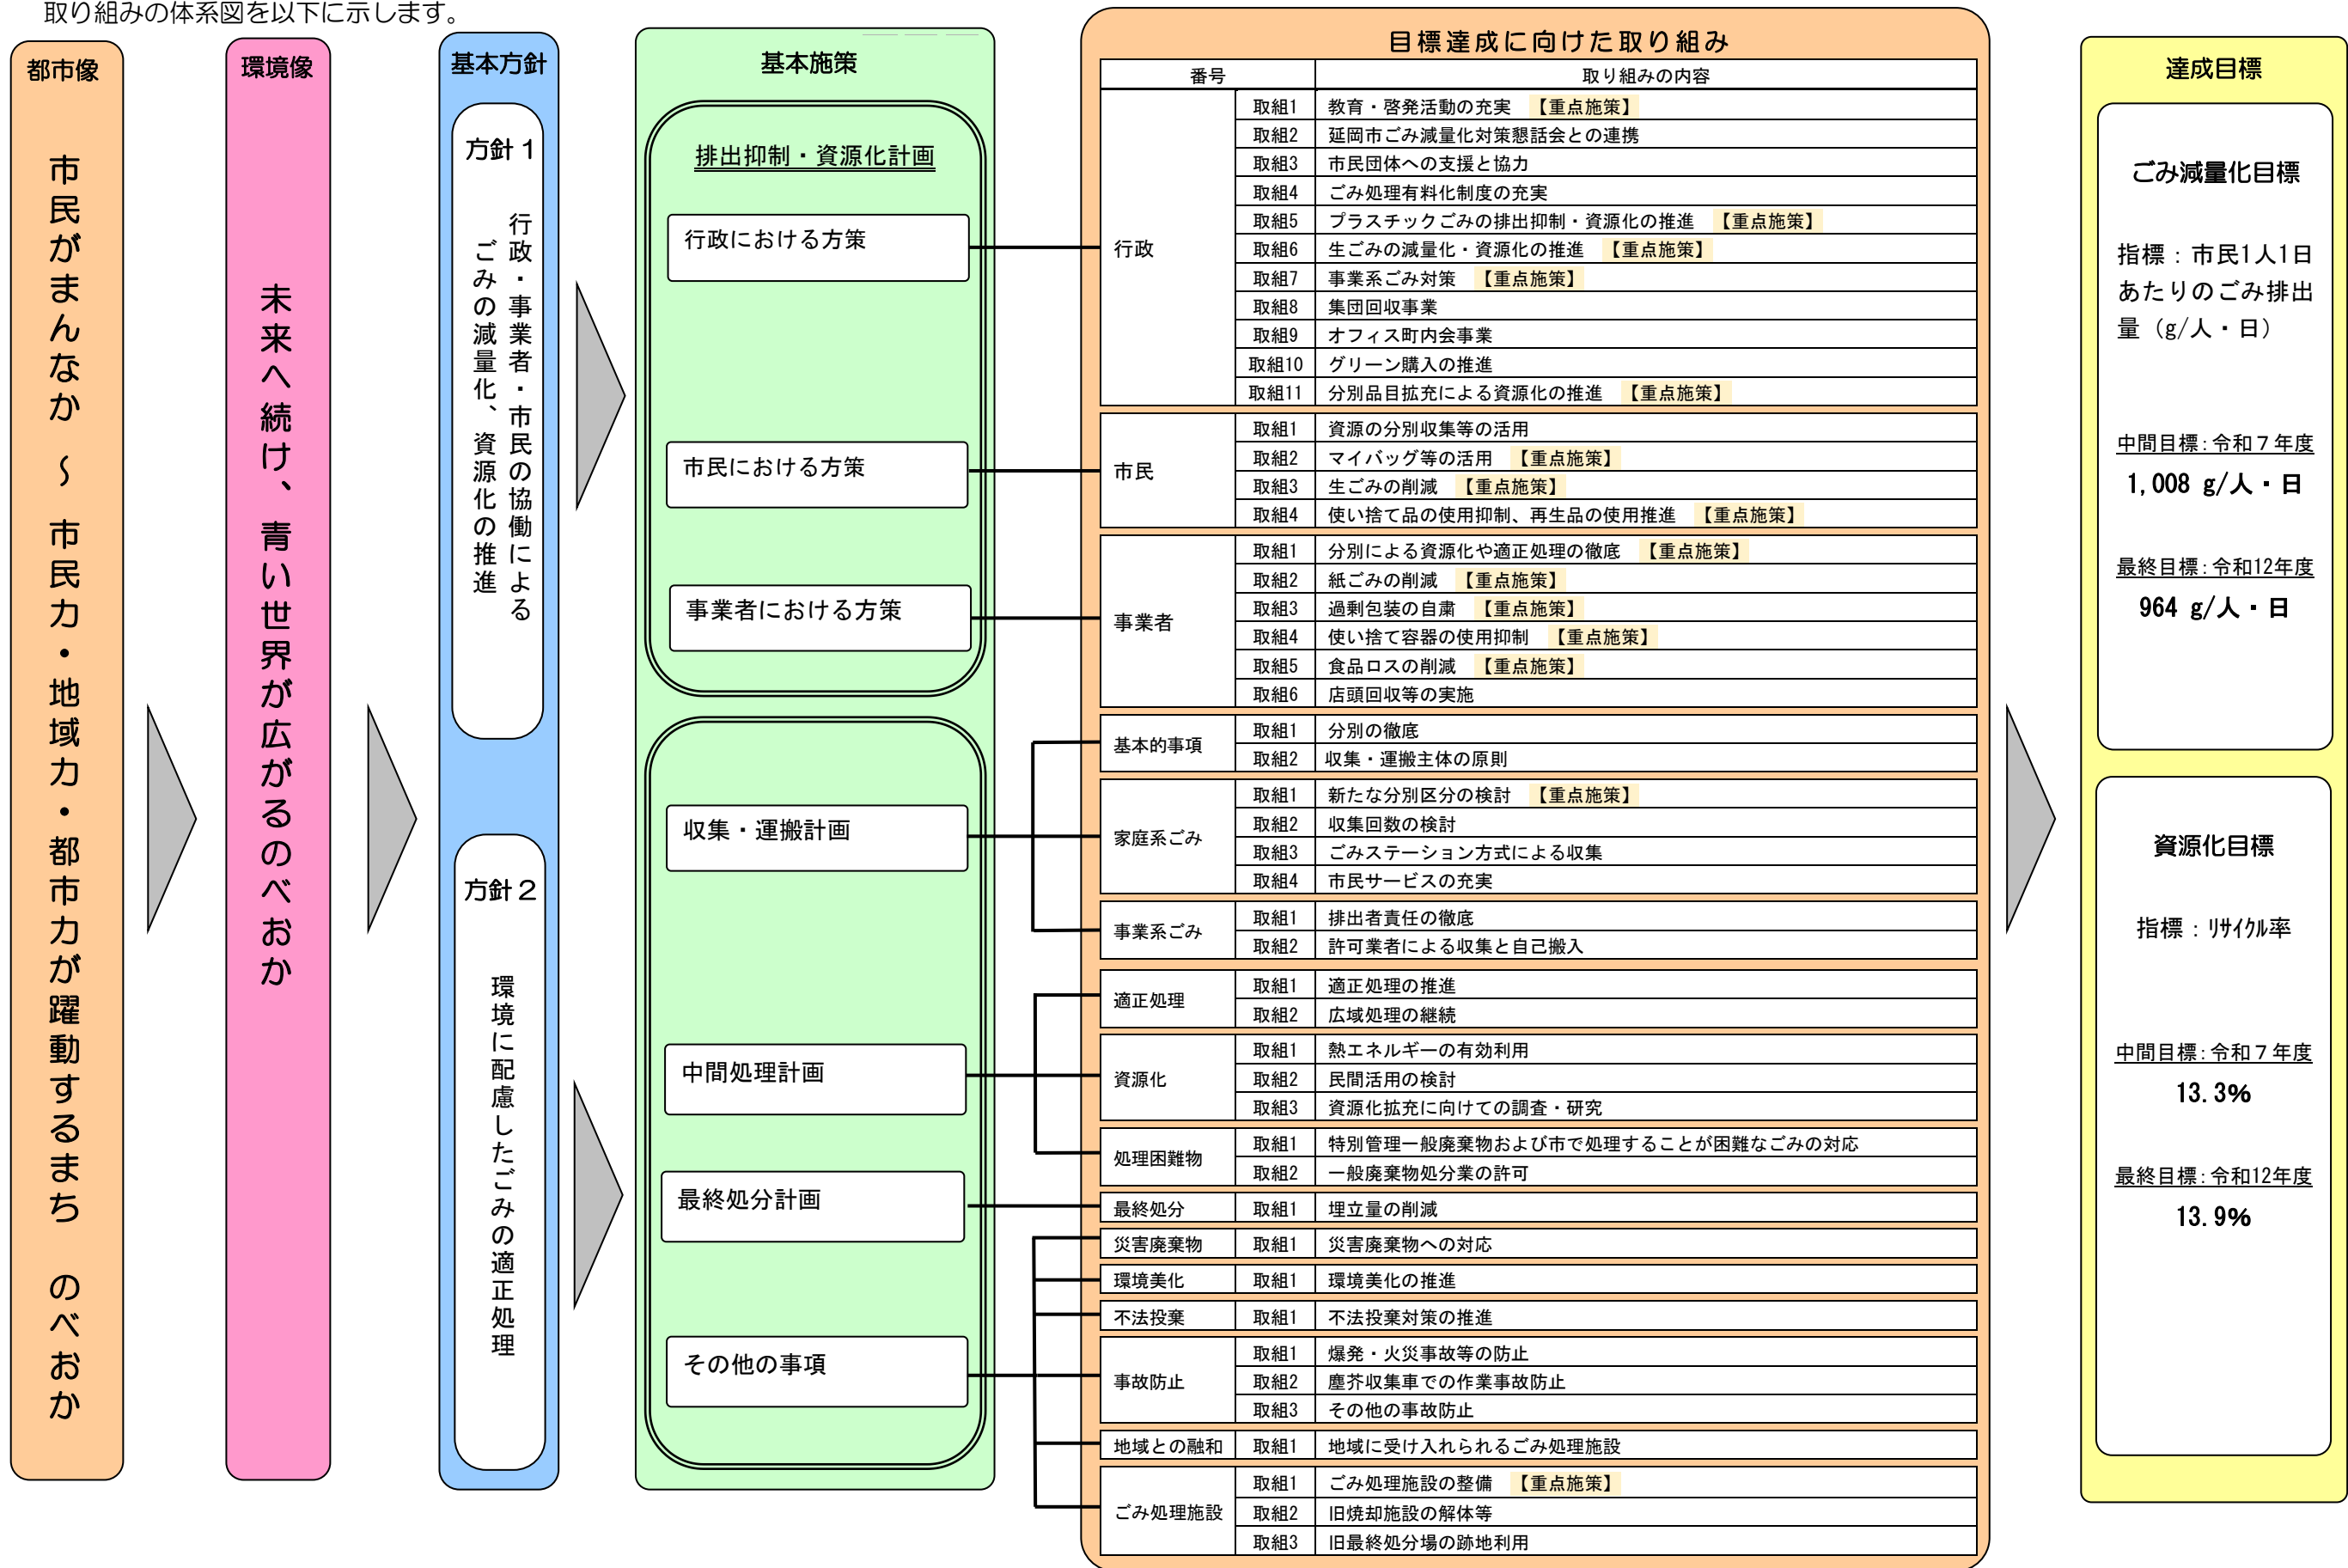 取り組みの体系図を以下に示します。
都市像
市民がまんなか ～ 市民力・地域力・都市力が躍動するまち のべおか
環境像
未来へ続け、青い世界が広がるのべおか
基本方針
方針１
行政・事業者・市民の協働による
ごみの減量化、資源化の推進
方針２
環境に配慮したごみの適正処理
基本施策
排出抑制・資源化計画
行政における方策
市民における方策
事業者における方策
収集・運搬計画
中間処理計画
最終処分計画
その他の事項
目標達成に向けた取り組み
番号 取り組みの内容
行政
取組1 教育・啓発活動の充実 【重点施策】
取組2 延岡市ごみ減量化対策懇話会との連携
取組3 市民団体への支援と協力
取組4 ごみ処理有料化制度の充実
取組5 プラスチックごみの排出抑制・資源化の推進 【重点施策】
取組6 生ごみの減量化・資源化の推進 【重点施策】
取組7 事業系ごみ対策 【重点施策】
取組8 集団回収事業
取組9 オフィス町内会事業
取組10 グリーン購入の推進
取組11 分別品目拡充による資源化の推進 【重点施策】
市民
取組1 資源の分別収集等の活用
取組2 マイバッグ等の活用 【重点施策】
取組3 生ごみの削減 【重点施策】
取組4 使い捨て品の使用抑制、再生品の使用推進 【重点施策】
事業者
取組1 分別による資源化や適正処理の徹底 【重点施策】
取組2 紙ごみの削減 【重点施策】
取組3 過剰包装の自粛 【重点施策】
取組4 使い捨て容器の使用抑制 【重点施策】
取組5 食品ロスの削減 【重点施策】
取組6 店頭回収等の実施
基本的事項
取組1 分別の徹底
取組2 収集・運搬主体の原則
家庭系ごみ
取組1 新たな分別区分の検討 【重点施策】
取組2 収集回数の検討
取組3 ごみステーション方式による収集
取組4 市民サービスの充実
事業系ごみ
取組1 排出者責任の徹底
取組2 許可業者による収集と自己搬入
適正処理
取組1 適正処理の推進
取組2 広域処理の継続
資源化
取組1 熱エネルギーの有効利用
取組2 民間活用の検討
取組3 資源化拡充に向けての調査・研究
処理困難物
取組1 特別管理一般廃棄物および市で処理することが困難なごみの対応
取組2 一般廃棄物処分業の許可
最終処分 取組1 埋立量の削減
災害廃棄物 取組1 災害廃棄物への対応
環境美化 取組1 環境美化の推進
不法投棄 取組1 不法投棄対策の推進
事故防止
取組1 爆発・火災事故等の防止
取組2 塵芥収集車での作業事故防止
取組3 その他の事故防止
地域との融和 取組1 地域に受け入れられるごみ処理施設
ごみ処理施設
取組1 ごみ処理施設の整備 【重点施策】
取組2 旧焼却施設の解体等
取組3 旧最終処分場の跡地利用
達成目標
ごみ減量化目標
指標：市民1人1日
あたりのごみ排出
量（g/人・日）
中間目標:令和７年度
1,008 g/人・日
最終目標:令和12年度
964 g/人・日
資源化目標
指標：ﾘｻｲｸﾙ率
中間目標:令和７年度
13.3%
最終目標:令和12年度
13.9%